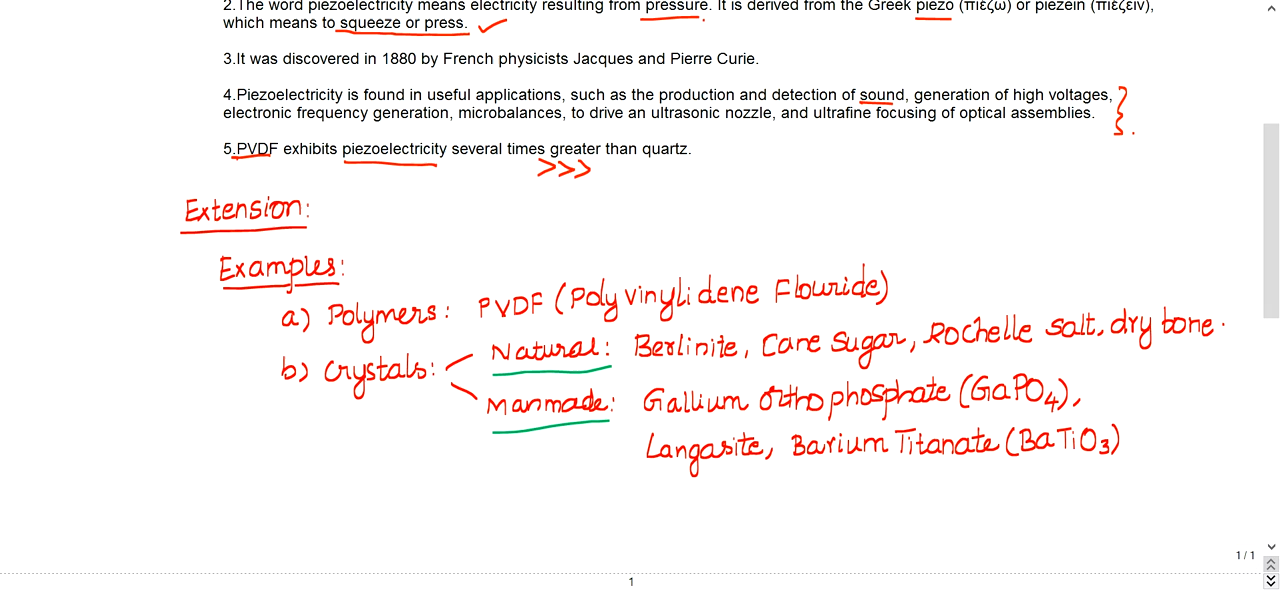 2.The word piezoelectricity means electricity resulting from pressure. It is derived from the Greek piezo (πιέζω) or piezein (πιέζειν),
which means to squeeze or press.
3.It was discovered in 1880 by French physicists Jacques and Pierre Curie.
4.Piezoelectricity is found in useful applications, such as the production and detection of sound, generation of high voltages,
electronic frequency generation, microbalances, to drive an ultrasonic nozzle, and ultrafine focusing of optical assemblies.
5.PVDF exhibits piezoelectricity several times greater than quartz.
>>>
Extension:
Examples:
a) Polymers: PVDF (Poly vinylidene Flouride)
b) Crystals: Natural: Berlinite, Cane Sugar, Rochelle Salt, dry bone.
Manmade: Gallium Orthophosphate (GaPO4),
Langasite, Barium Titanate (BaTiO3)
1/1
1